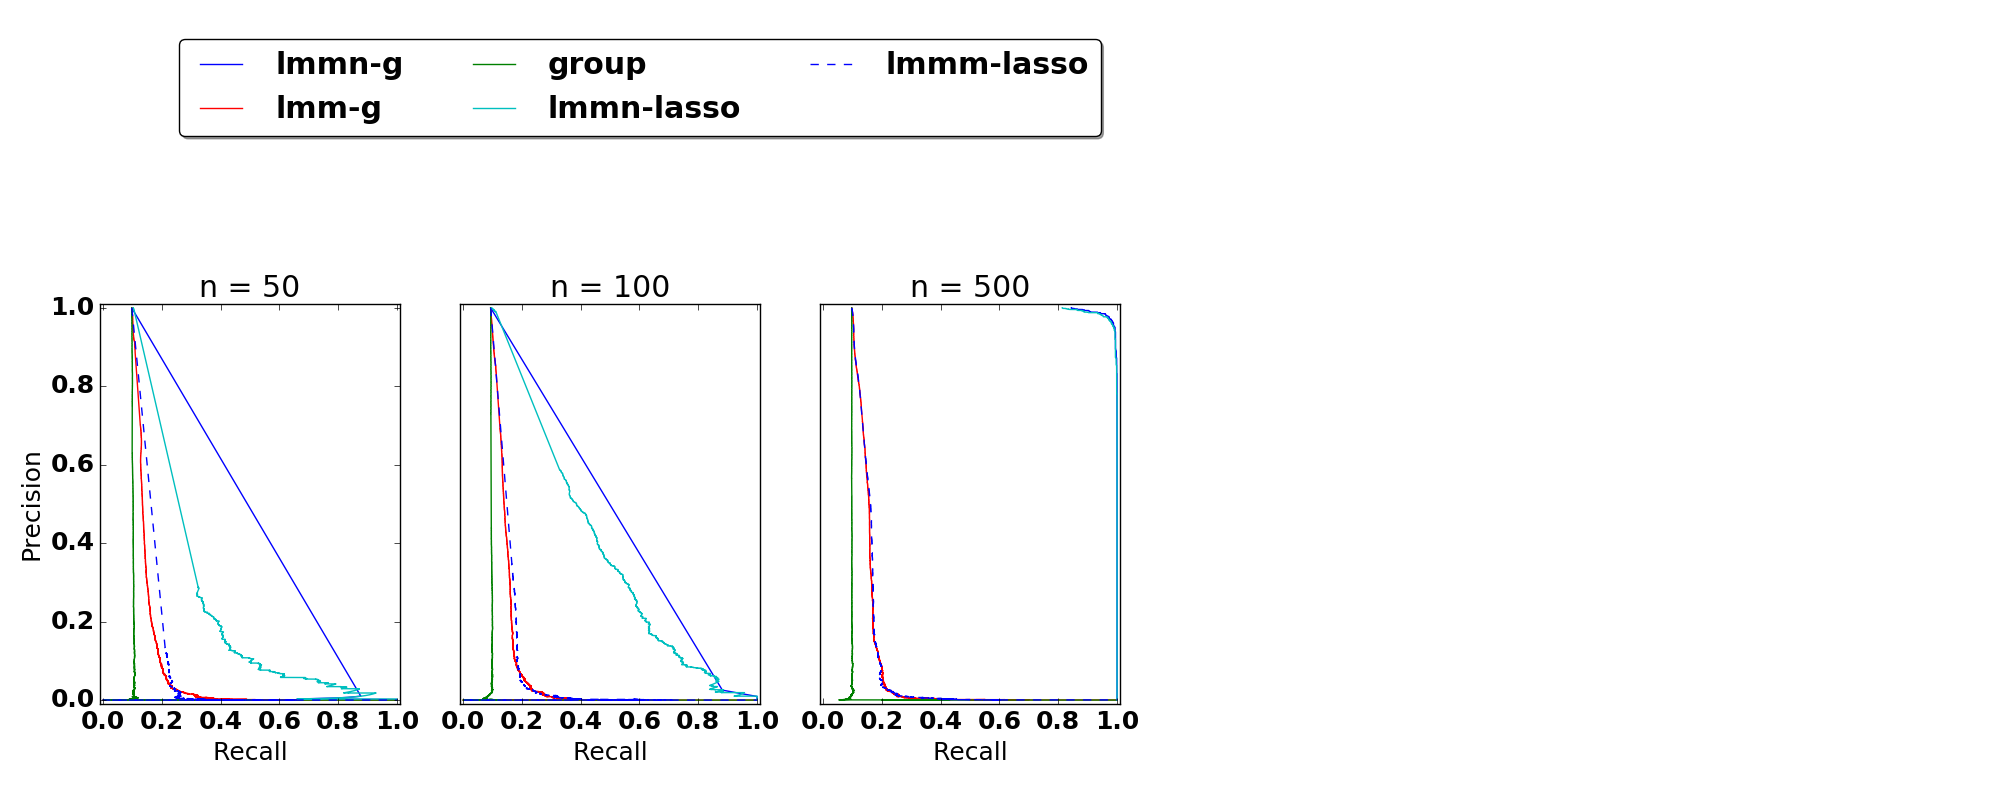 lmmn-g group lmmm-lasso
lmm-g lmmn-lasso
n = 50 n = 100 n = 500
1.0
0.8
0.6
0.4
0.2
0.0
Precision
0.0 0.2 0.4 0.6 0.8 1.0 0.0 0.2 0.4 0.6 0.8 1.0 0.0 0.2 0.4 0.6 0.8 1.0
Recall Recall Recall